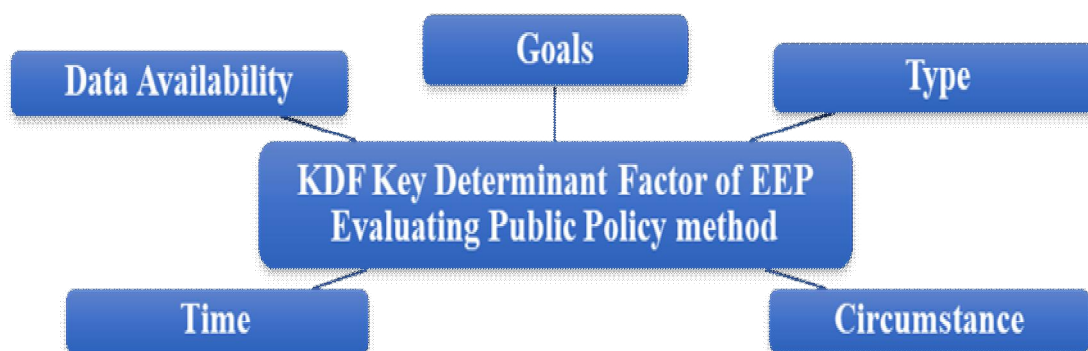 Goals
Data Availability
Type
KDF Key Determinant Factor of EEP
Evaluating Public Policy method
Time
Circumstance